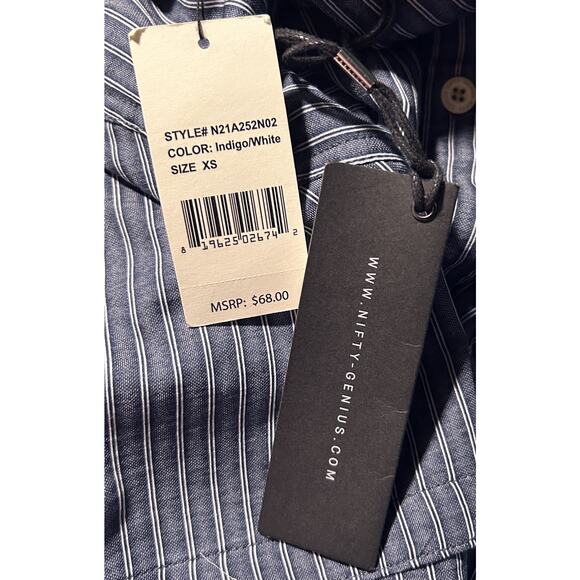 STYLE# N21A252N02
COLOR: Indigo/White
SIZE XS
8 19625 02674 2
MSRP: $68.00
WWW.NIFTY-GENIUS.COM